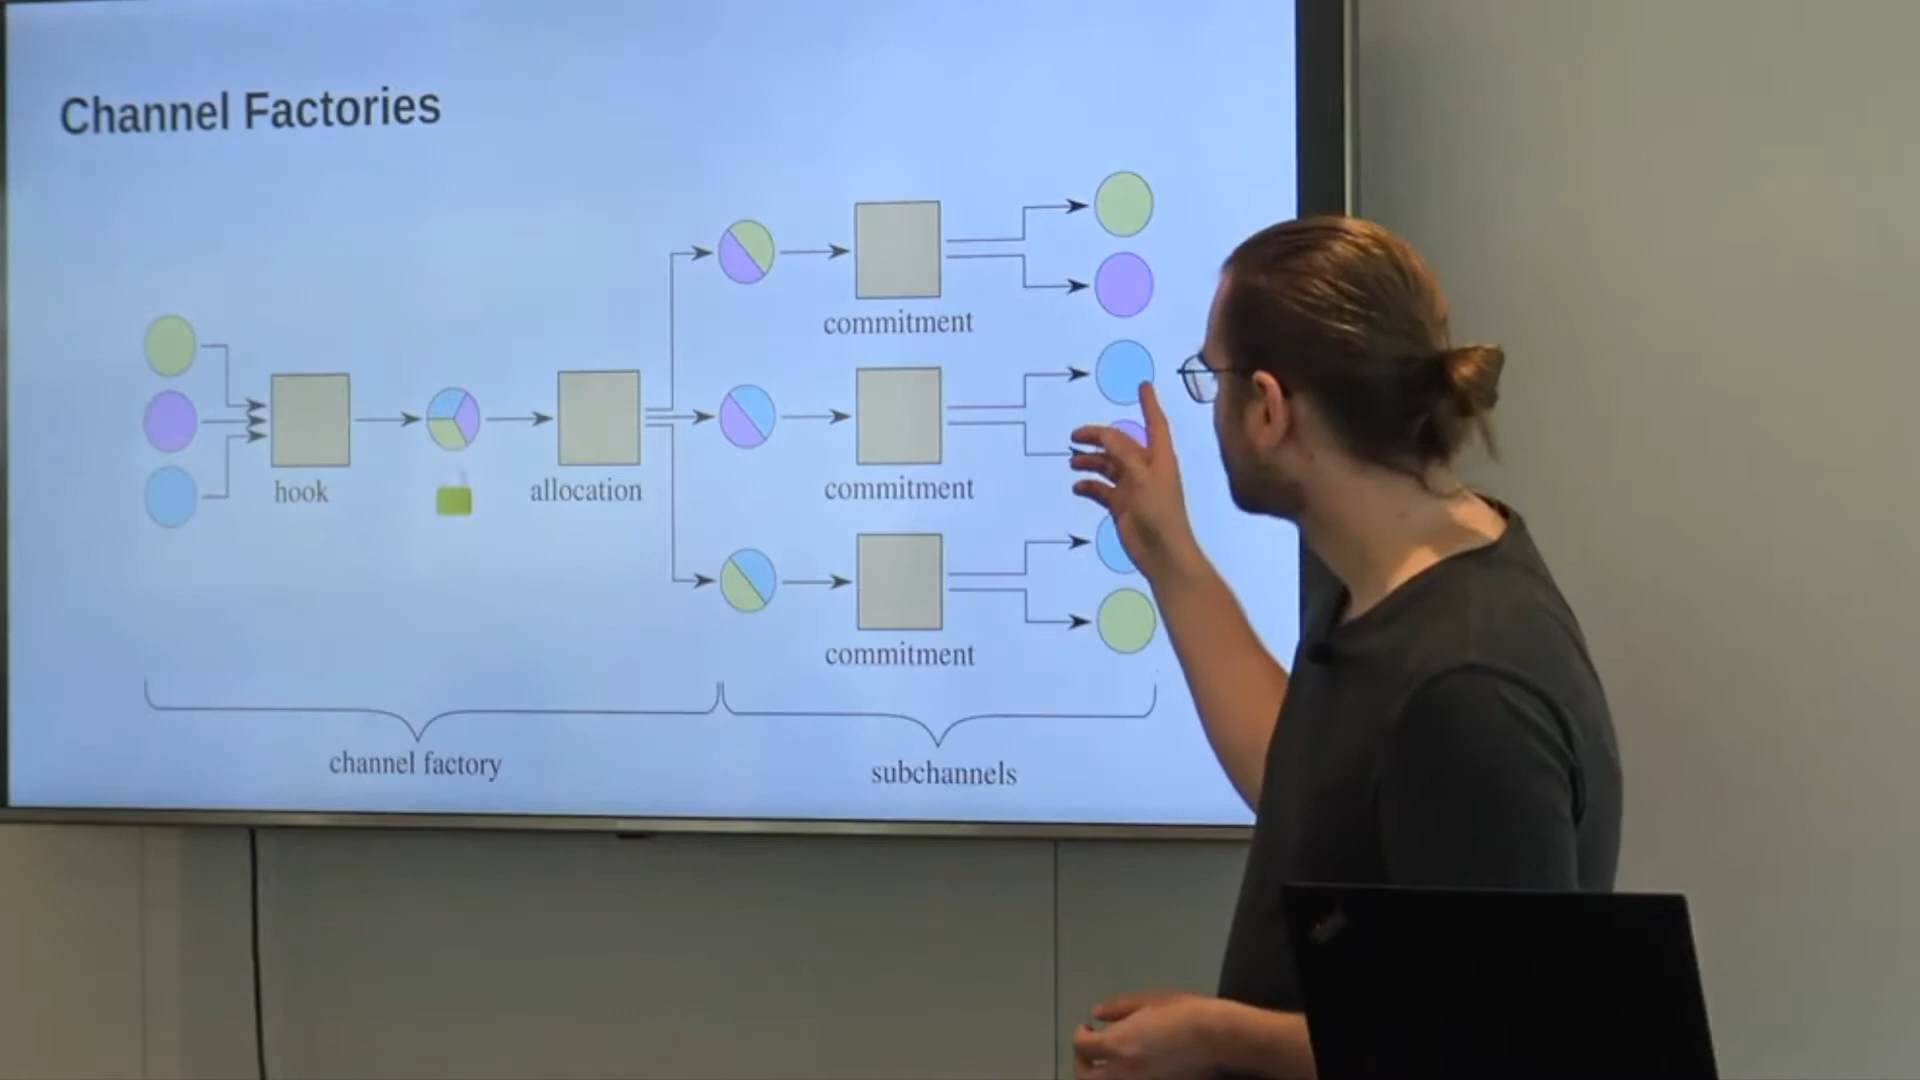 Channel Factories
commitment
hook
allocation
commitment
commitment
channel factory
subchannels